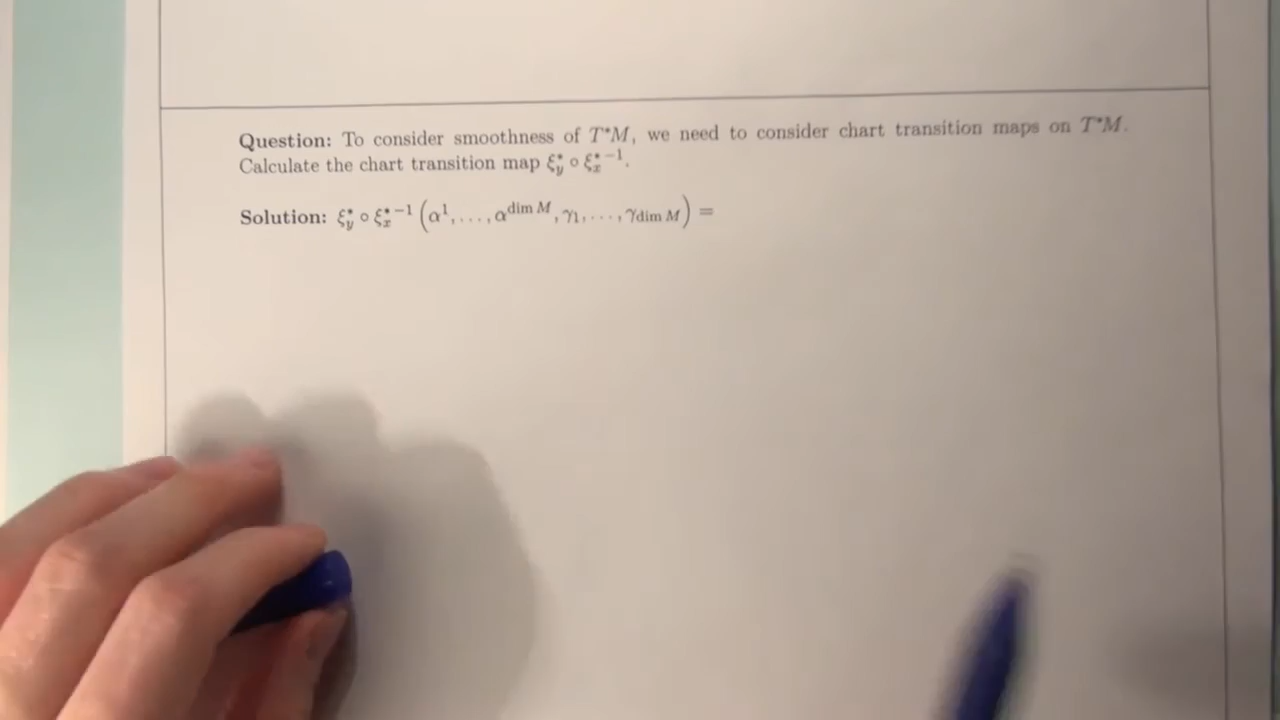 Question: To consider smoothness of T*M, we need to consider chart transition maps on T*M.
Calculate the chart transition map ξ*_y ∘ ξ*_x^{-1}.
Solution: ξ*_y ∘ ξ*_x^{-1} (α^1, . . . , α^{dim M}, γ_1, . . . , γ_{dim M}) =